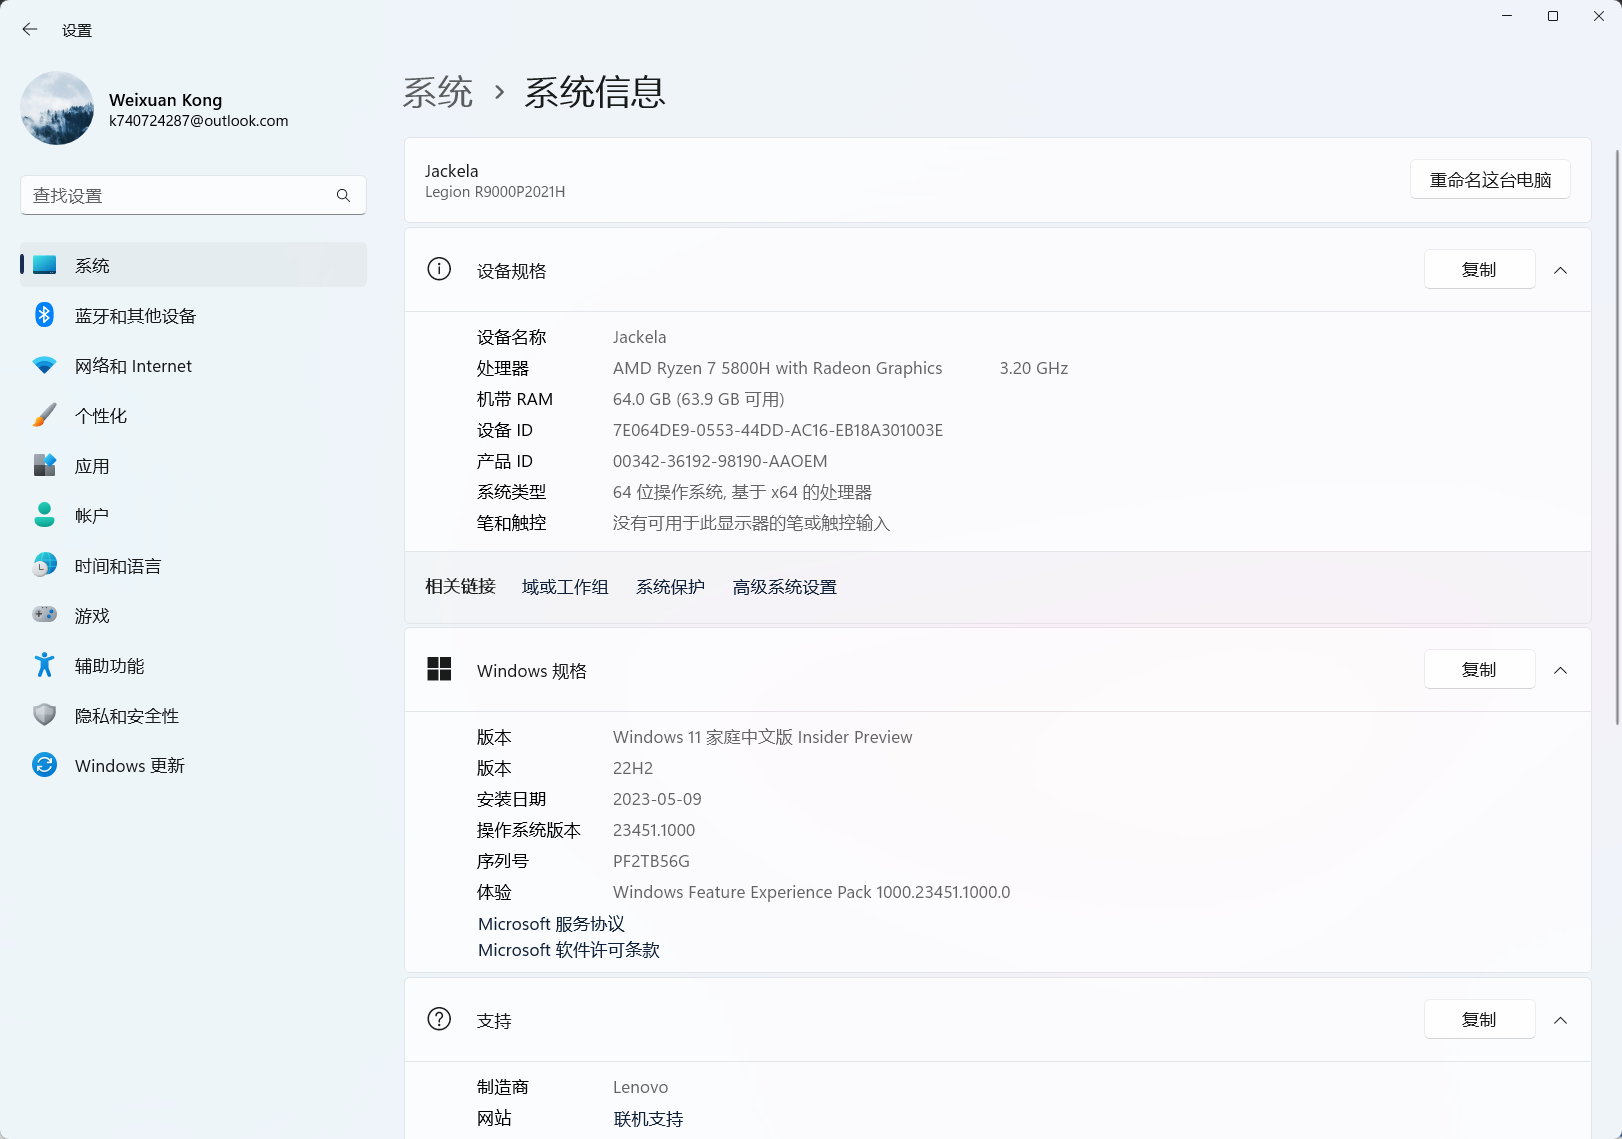 设置
Weixuan Kong
k740724287@outlook.com
查找设置
系统
蓝牙和其他设备
网络和 Internet
个性化
应用
帐户
时间和语言
游戏
辅助功能
隐私和安全性
Windows 更新
系统 › 系统信息
Jackela
Legion R9000P2021H
重命名这台电脑
设备规格
复制
设备名称 Jackela
处理器 AMD Ryzen 7 5800H with Radeon Graphics 3.20 GHz
机带 RAM 64.0 GB (63.9 GB 可用)
设备 ID 7E064DE9-0553-44DD-AC16-EB18A301003E
产品 ID 00342-36192-98190-AAOEM
系统类型 64 位操作系统, 基于 x64 的处理器
笔和触控 没有可用于此显示器的笔或触控输入
相关链接 域或工作组 系统保护 高级系统设置
Windows 规格
复制
版本 Windows 11 家庭中文版 Insider Preview
版本 22H2
安装日期 2023-05-09
操作系统版本 23451.1000
序列号 PF2TB56G
体验 Windows Feature Experience Pack 1000.23451.1000.0
Microsoft 服务协议
Microsoft 软件许可条款
支持
复制
制造商 Lenovo
网站 联机支持